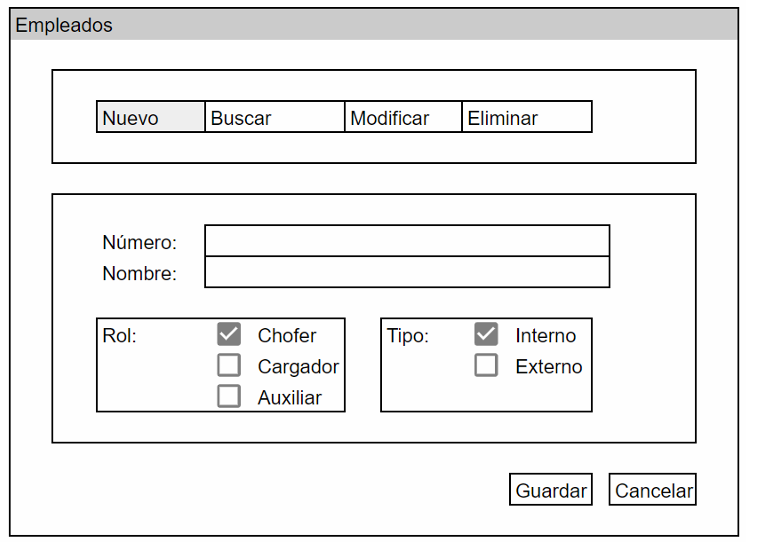 Empleados
Nuevo Buscar Modificar Eliminar
Número:
Nombre:
Rol: Chofer Tipo: Interno
Cargador Externo
Auxiliar
Guardar Cancelar